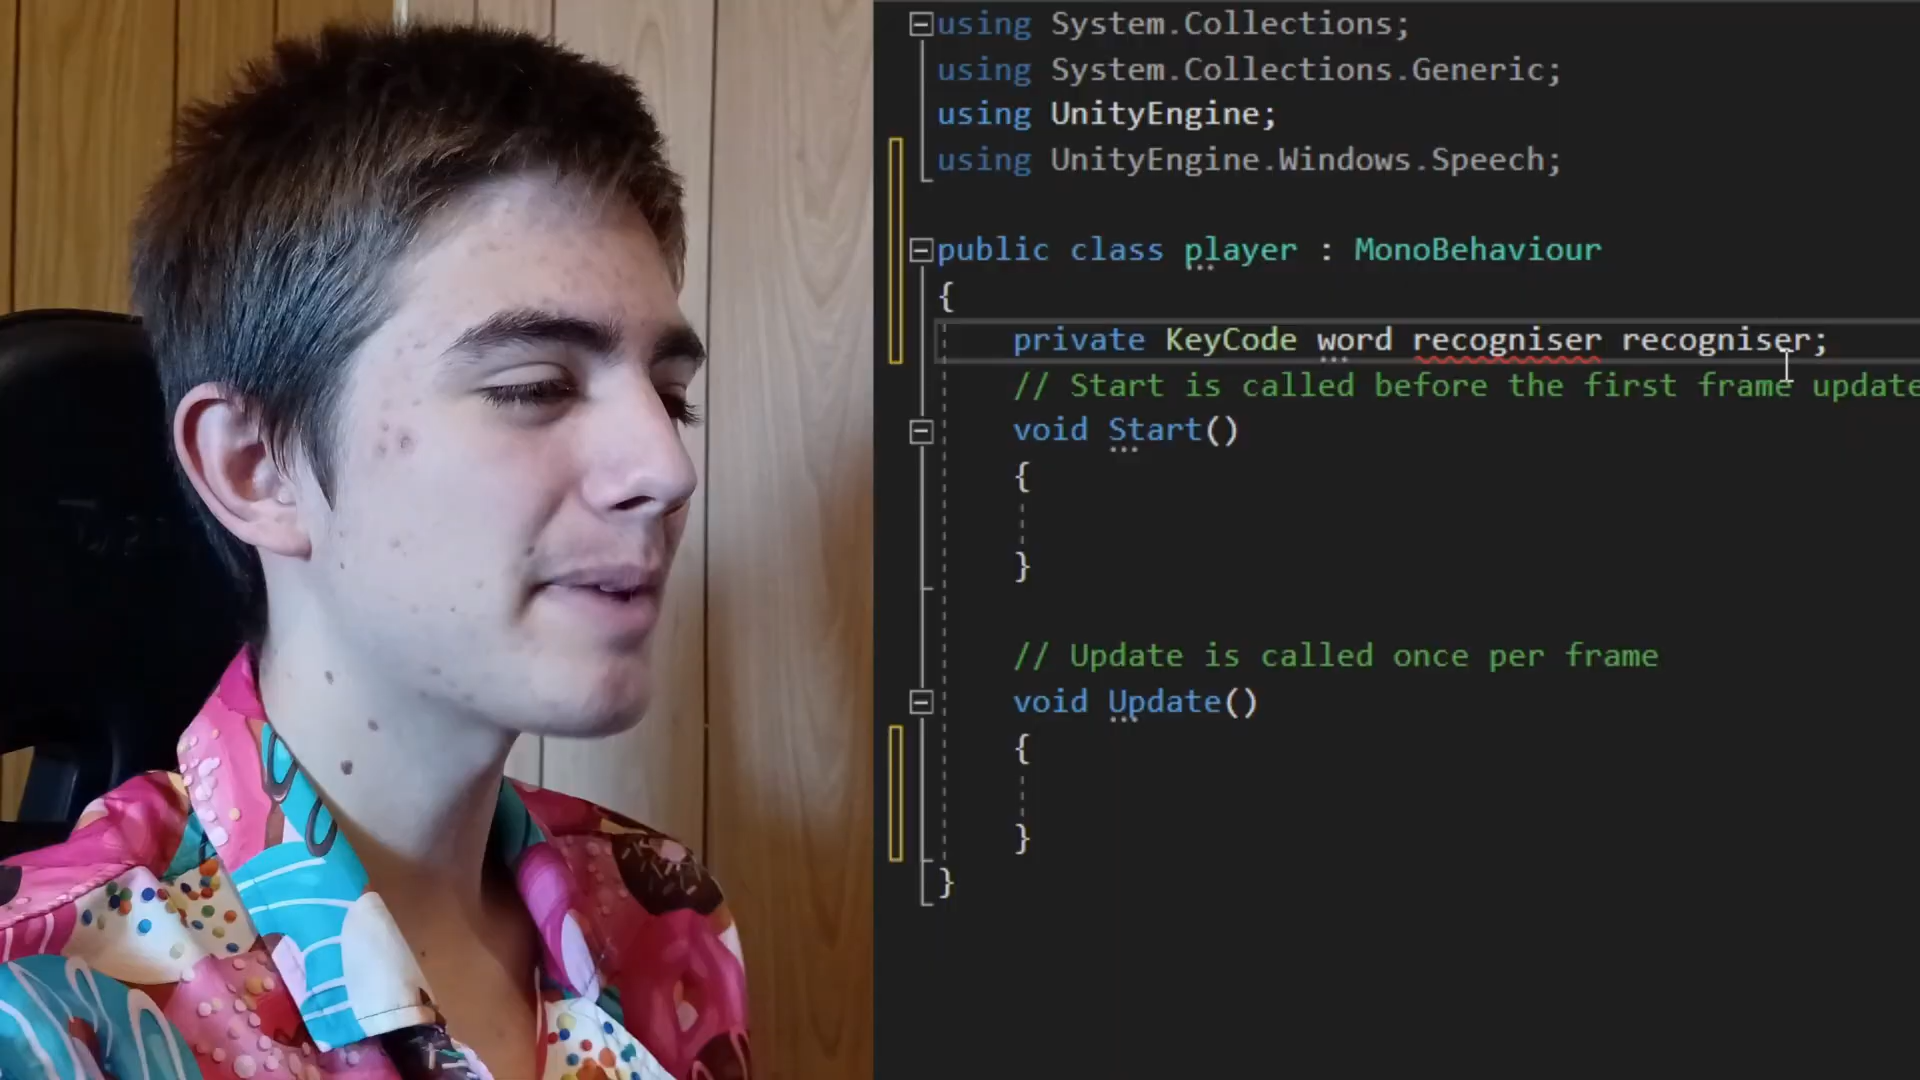 using System.Collections;
using System.Collections.Generic;
using UnityEngine;
using UnityEngine.Windows.Speech;
public class player : MonoBehaviour
{
private KeyCode word recogniser recogniser;
// Start is called before the first frame update
void Start()
{
}
// Update is called once per frame
void Update()
{
}
}